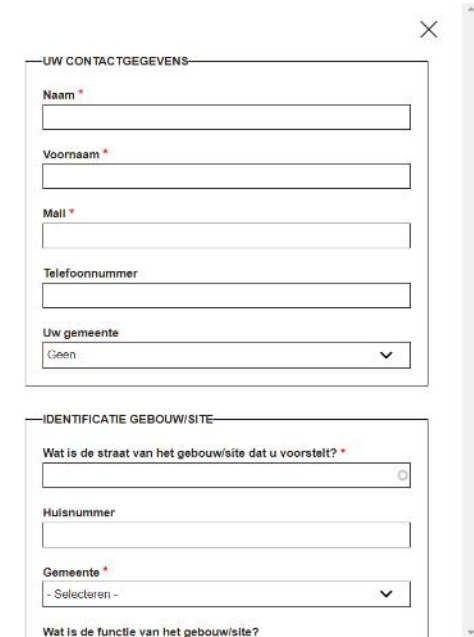 UW CONTACTGEGEVENS
Naam *
Voornaam *
Mail *
Telefoonnummer
Uw gemeente
Geen
IDENTIFICATIE GEBOUW/SITE
Wat is de straat van het gebouw/site dat u voorstelt? *
Huisnummer
Gemeente *
- Selecteren -
Wat is de functie van het gebouw/site?